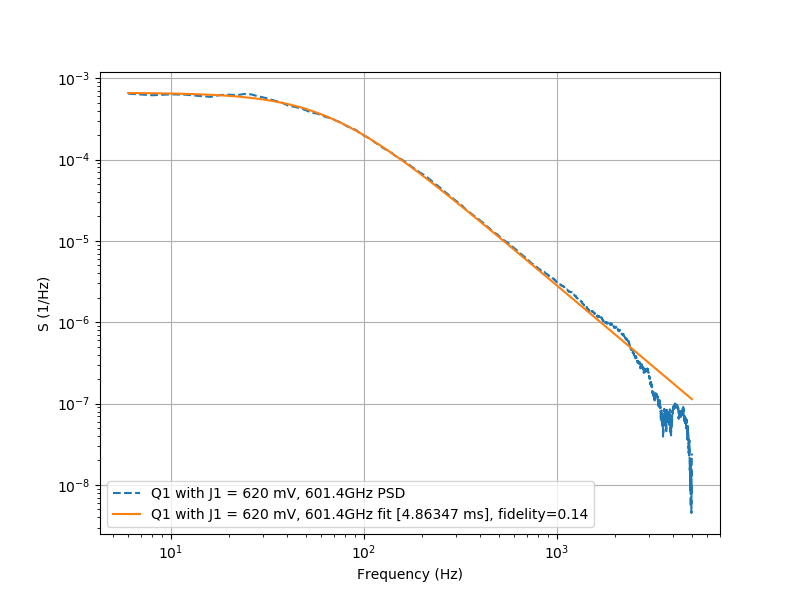 10⁻³
10⁻⁴
10⁻⁵
10⁻⁶
10⁻⁷
10⁻⁸
S (1/Hz)
Q1 with J1 = 620 mV, 601.4GHz PSD
Q1 with J1 = 620 mV, 601.4GHz fit [4.86347 ms], fidelity=0.14
10¹ 10² 10³
Frequency (Hz)